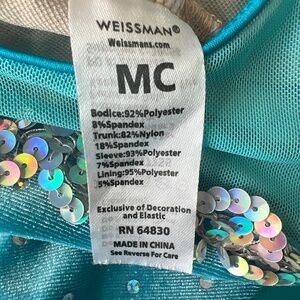 WEISSMAN®
Weissmans.com
MC
Bodice:92%Polyester
8%Spandex
Trunk:82%Nylon
18%Spandex
Sleeve:93%Polyester
7%Spandex
Lining:95%Polyester
5%Spandex
Exclusive of Decoration
and Elastic
RN 64830
MADE IN CHINA
See Reverse For Care